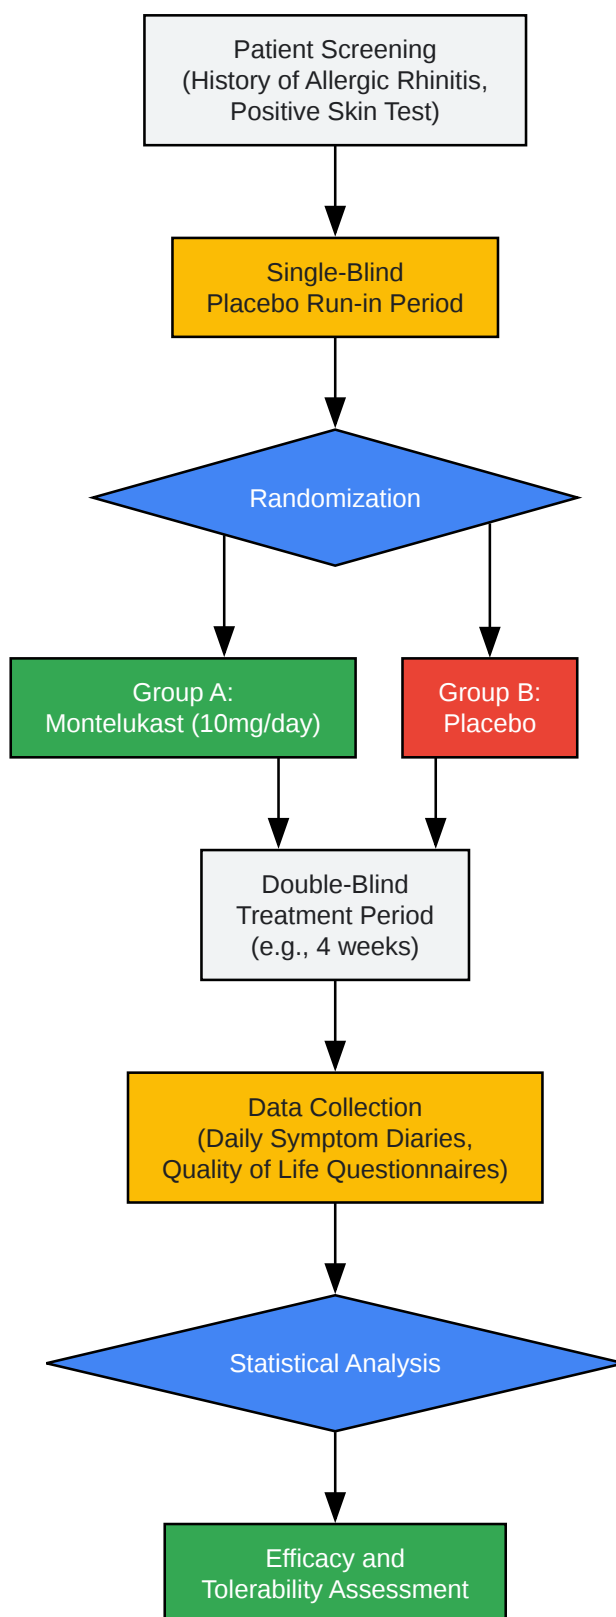 Patient Screening
(History of Allergic Rhinitis,
Positive Skin Test)
Single-Blind
Placebo Run-in Period
Randomization
Group A:
Montelukast (10mg/day)
Group B:
Placebo
Double-Blind
Treatment Period
(e.g., 4 weeks)
Data Collection
(Daily Symptom Diaries,
Quality of Life Questionnaires)
Statistical Analysis
Efficacy and
Tolerability Assessment